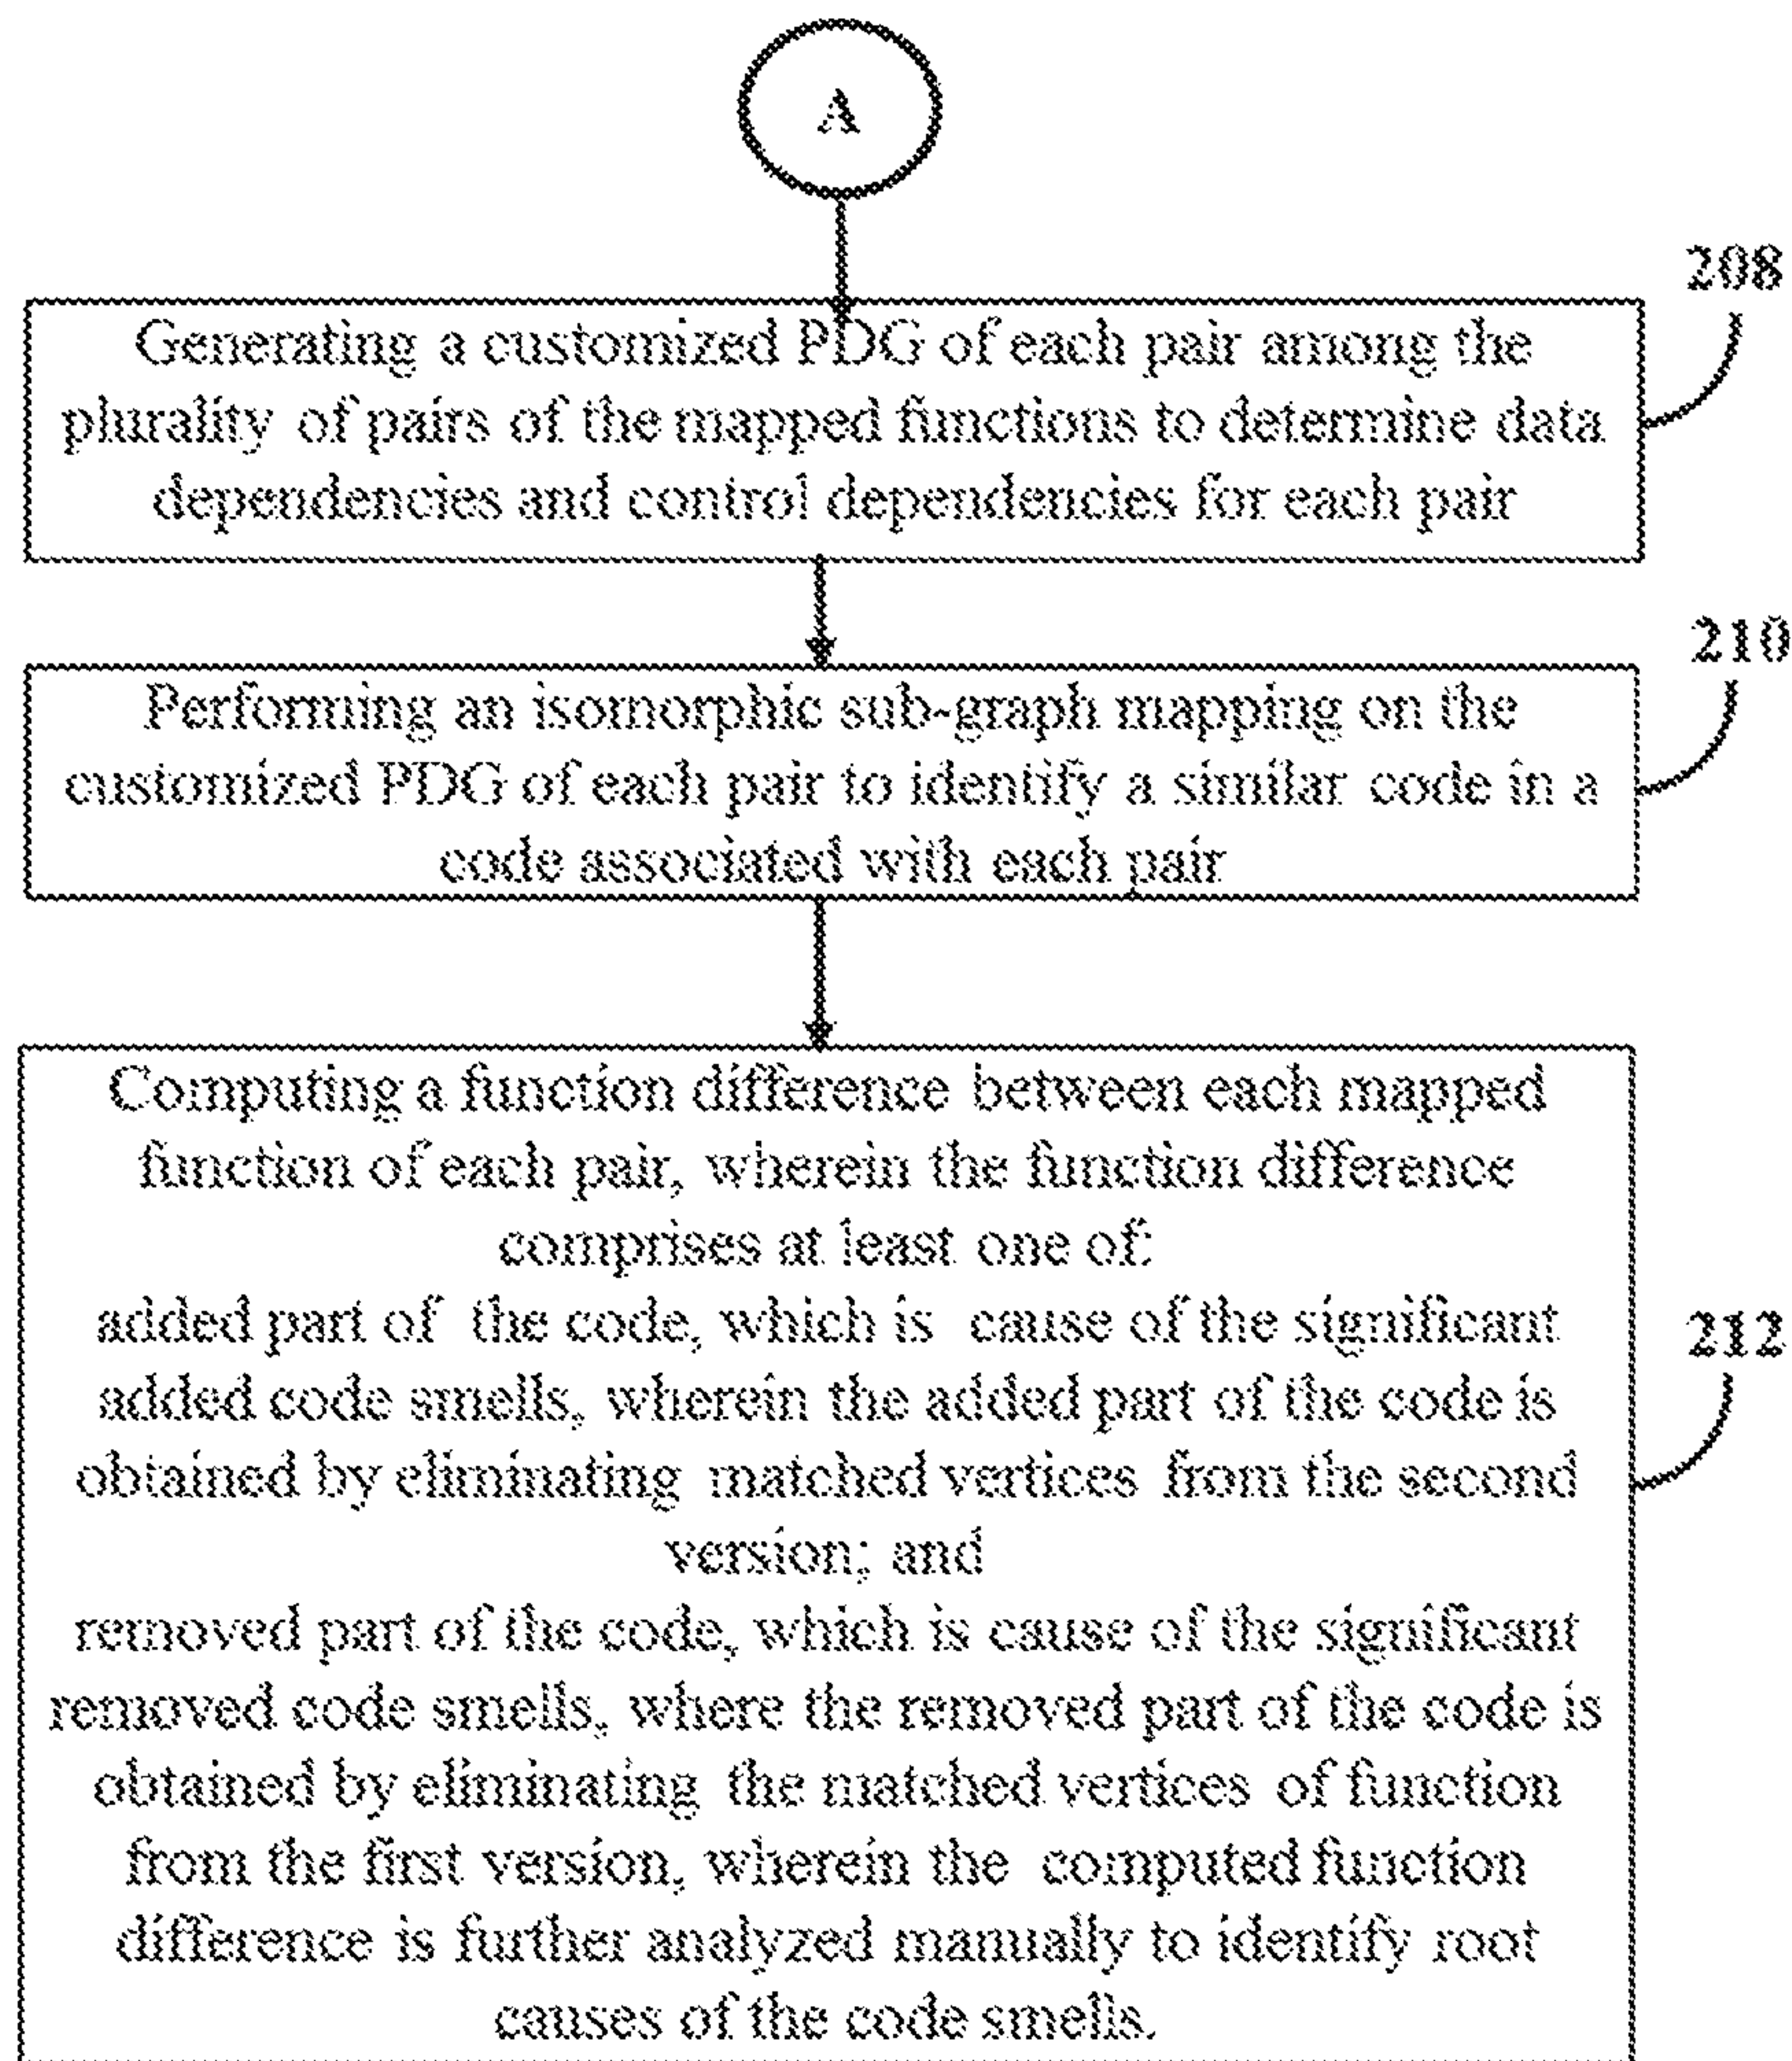 A
208
Generating a customized PDG of each pair among the
plurality of pairs of the mapped functions to determine data
dependencies and control dependencies for each pair
210
Performing an isomorphic sub-graph mapping on the
customized PDG of each pair to identify a similar code in a
code associated with each pair
Computing a function difference between each mapped
function of each pair, wherein the function difference
comprises at least one of:
added part of the code, which is cause of the significant
212
added code smells, wherein the added part of the code is
obtained by eliminating matched vertices from the second
version; and
removed part of the code, which is cause of the significant
removed code smells, where the removed part of the code is
obtained by eliminating the matched vertices of function
from the first version, wherein the computed function
difference is further analyzed manually to identify root
causes of the code smells.